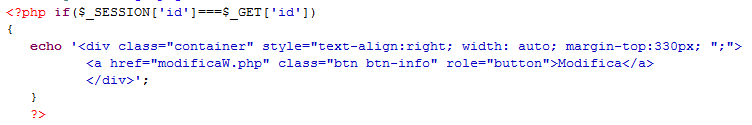 <?php if($_SESSION['id']===$_GET['id'])
{
echo '<div class="container" style="text-align:right; width: auto; margin-top:330px; ";">
<a href="modificaW.php" class="btn btn-info" role="button">Modifica</a>
</div>';
}
?>